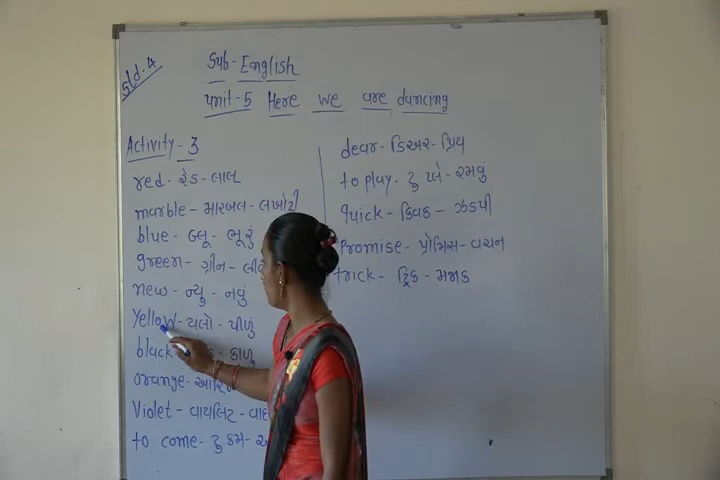 Std. 4
Sub - English
Unit - 5 Here we are dancing
Activity - 3
red - રેડ - લાલ
marble - મારબલ - લખોટી
blue - બ્લૂ - ભૂરું
green - ગ્રીન -
new - ન્યુ - નવું
Yellow - યલો - પીળું
black - કાળુ
orange -
Violet - વાયલિટ -
to come - ટુ કમ -
dear - ડિઅર - પ્રિય
to play - ટુ પ્લે - રમવું
quick - ક્વિક - ઝડપી
Promise - પ્રોમિસ - વચન
trick - ટ્રિક - મજાક